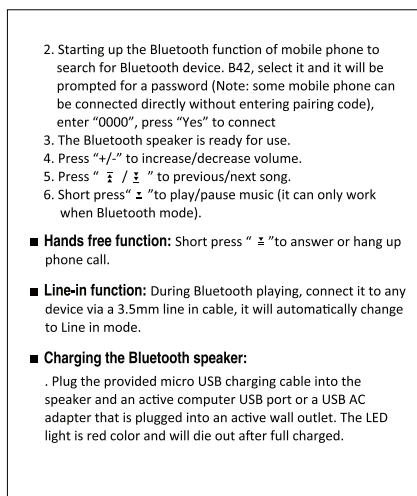 2. Starting up the Bluetooth function of mobile phone to
search for Bluetooth device. B42, select it and it will be
prompted for a password (Note: some mobile phone can
be connected directly without entering pairing code),
enter “0000”, press “Yes” to connect
3. The Bluetooth speaker is ready for use.
4. Press “+/-” to increase/decrease volume.
5. Press “ / ” to previous/next song.
6. Short press“ ”to play/pause music (it can only work
when Bluetooth mode).
■ Hands free function: Short press “ ”to answer or hang up
phone call.
■ Line-in function: During Bluetooth playing, connect it to any
device via a 3.5mm line in cable, it will automatically change
to Line in mode.
■ Charging the Bluetooth speaker:
. Plug the provided micro USB charging cable into the
speaker and an active computer USB port or a USB AC
adapter that is plugged into an active wall outlet. The LED
light is red color and will die out after full charged.